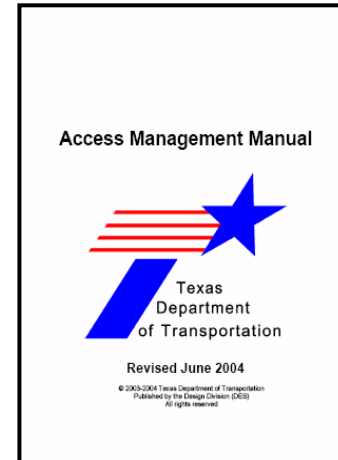 Access Management Manual
Texas
Department
of Transportation
Revised June 2004
© 2003-2004 Texas Department of Transportation
Published by the Design Division (DES)
All rights reserved